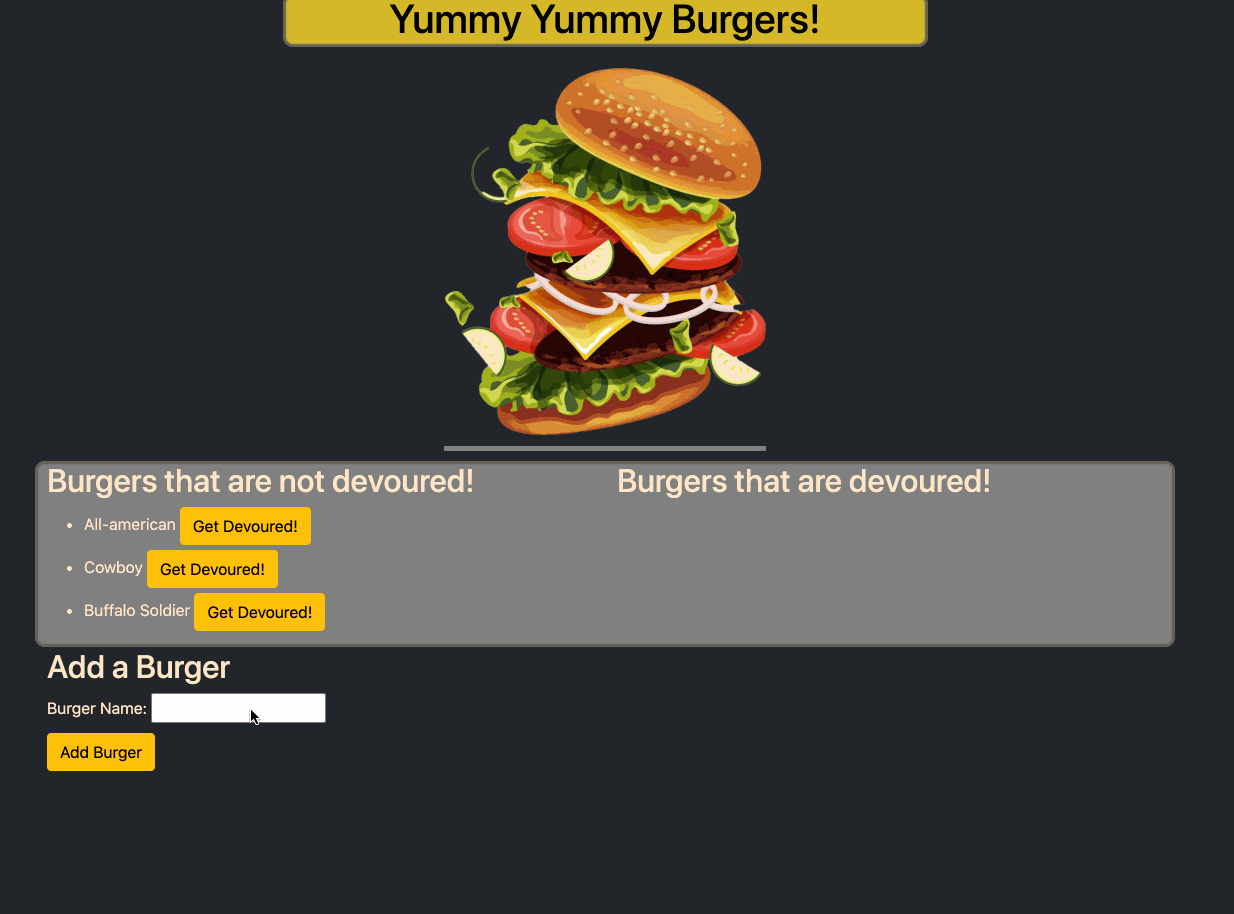 Yummy Yummy Burgers!
Burgers that are not devoured!
All-american Get Devoured!
Cowboy Get Devoured!
Buffalo Soldier Get Devoured!
Burgers that are devoured!
Add a Burger
Burger Name:
Add Burger